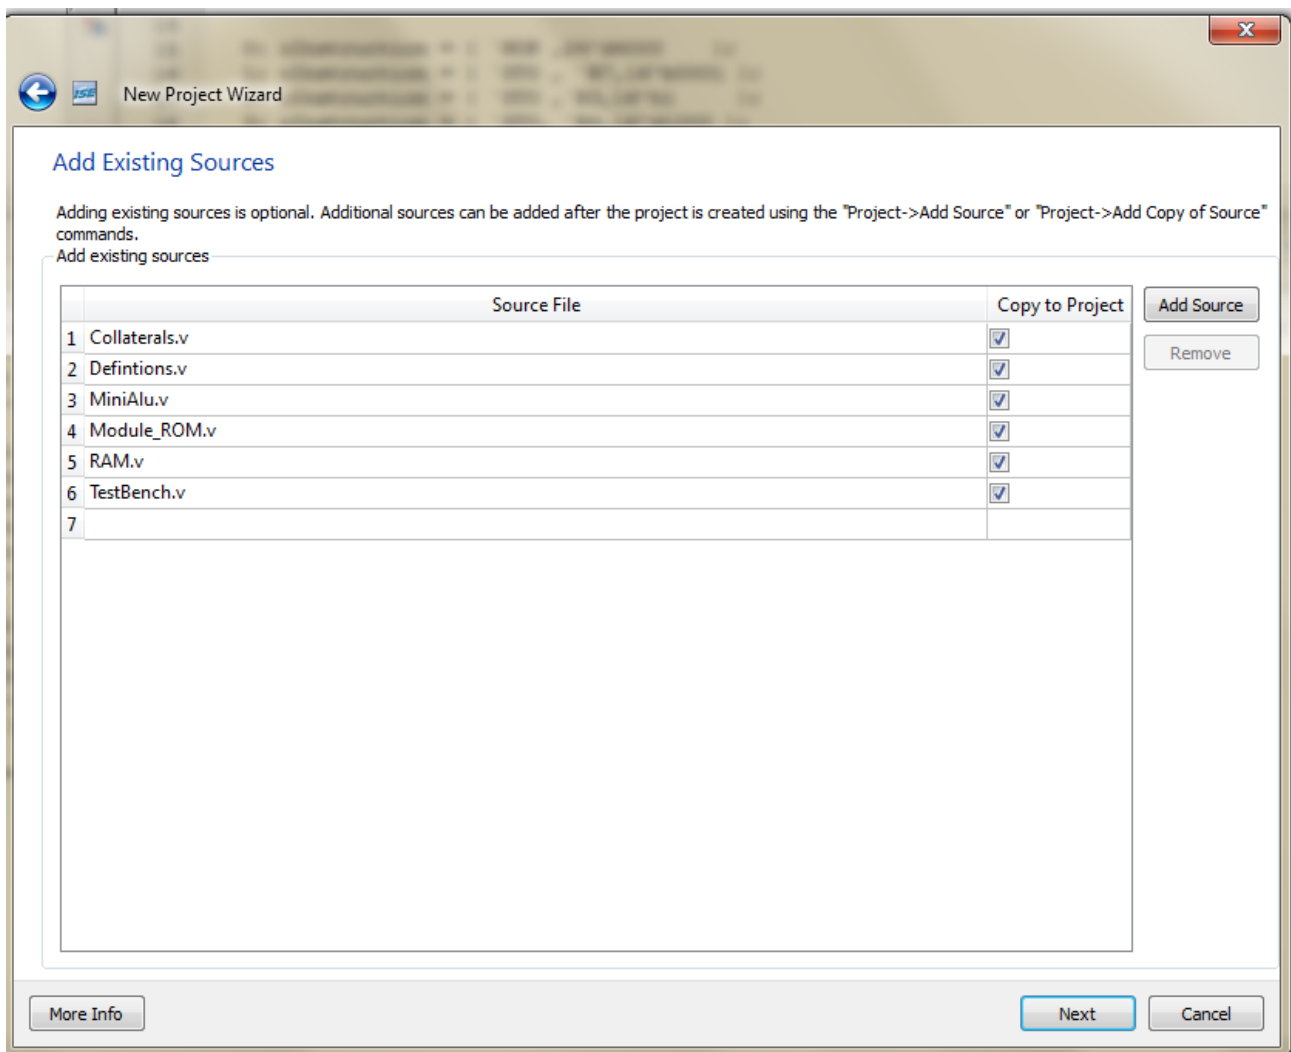 ISE New Project Wizard
Add Existing Sources
Adding existing sources is optional. Additional sources can be added after the project is created using the "Project->Add Source" or "Project->Add Copy of Source"
commands.
Add existing sources
Source File Copy to Project Add Source
1 Collaterals.v
Remove
2 Defintions.v
3 MiniAlu.v
4 Module_ROM.v
5 RAM.v
6 TestBench.v
7
More Info Next Cancel